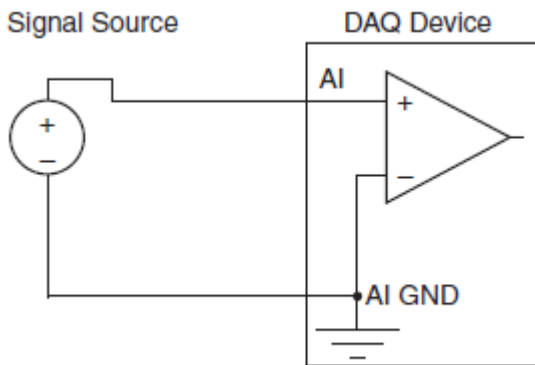 Signal Source
DAQ Device
AI
+
+
–
–
AI GND